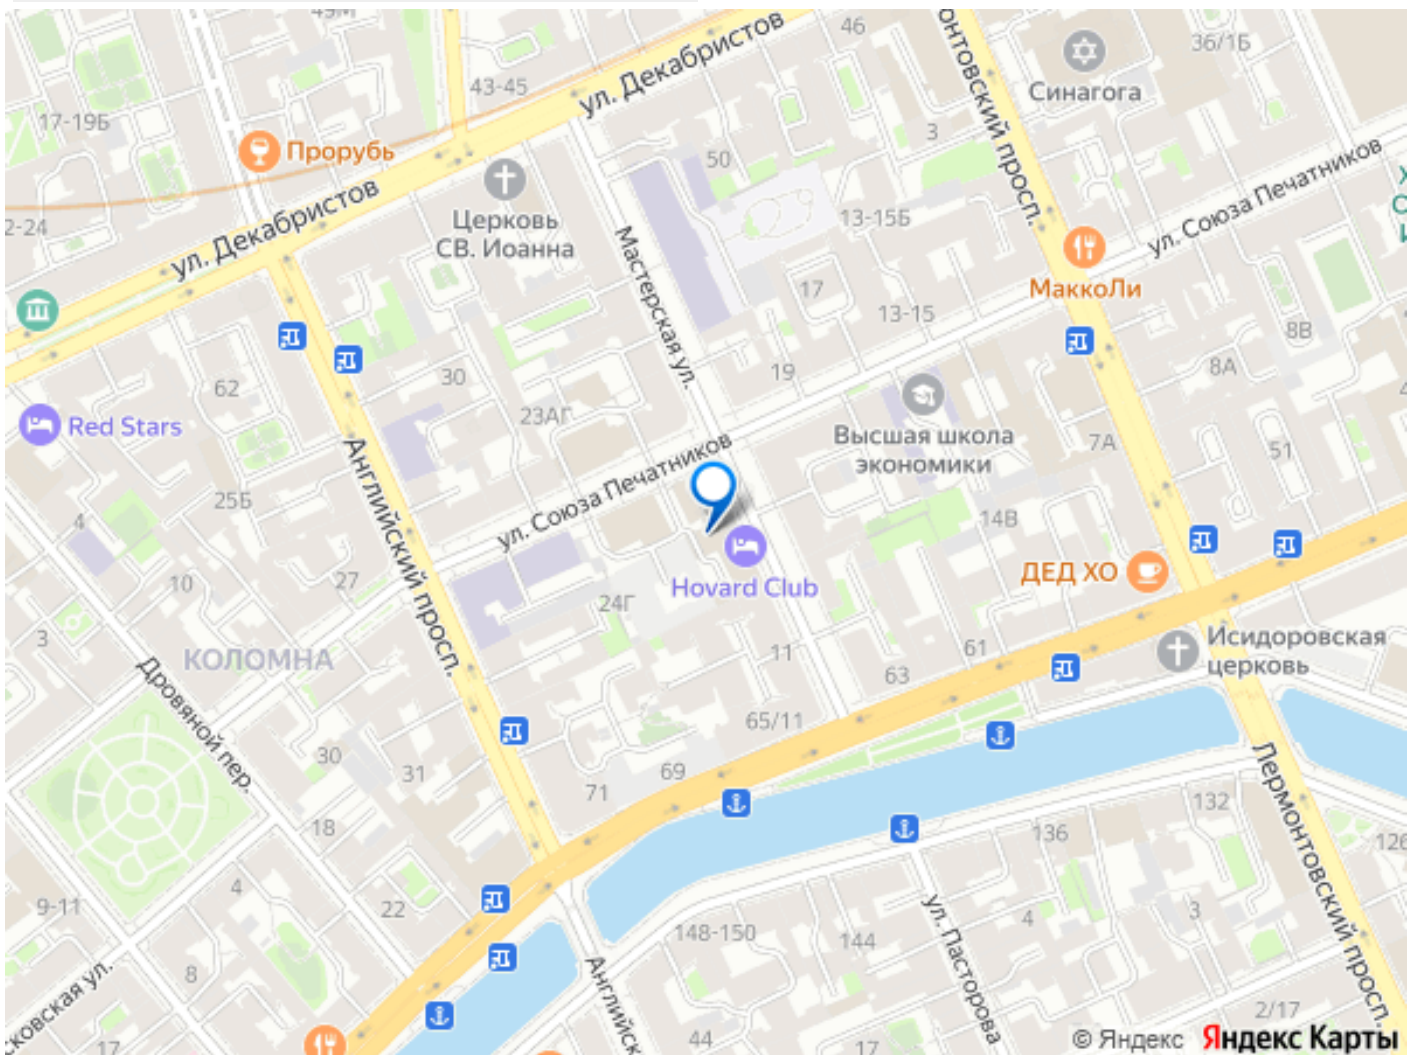 46
36/1Б
43-45
ул. Декабристов
онтовский просп.
Синагога
17-19Б
3
Прорубь
50
ул. Союза Печатников
2-24
ул. Декабристов
Церковь
СВ. Иоанна
13-15Б
Мастерская ул.
МаккоЛи
17
13-15
8В
62
30
19
8А
23АГ
Red Stars
Высшая школа
экономики
7А
51
Английский просп.
ул. Союза Печатников
25Б
4
14В
10
27
Hovard Club
ДЕД ХО
24Г
3
КОЛОМНА
Дровяной пер.
11
61
63
Исидоровская
церковь
65/11
30
31
69
71
18
132
136
126
Лермонтовский просп.
4
22
9-11
148-150
144
ул. Пасторова
4
3
8
сковская ул.
17
Английск
44
17
2/17
© Яндекс Яндекс Карты